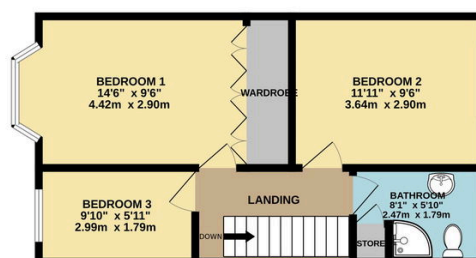 BEDROOM 1
14'6" x 9'6"
4.42m x 2.90m
WARDROBE
BEDROOM 2
11'11" x 9'6"
3.64m x 2.90m
BEDROOM 3
9'10" x 5'11"
2.99m x 1.79m
LANDING
DOWN
BATHROOM
8'1" x 5'10"
2.47m x 1.79m
STORE